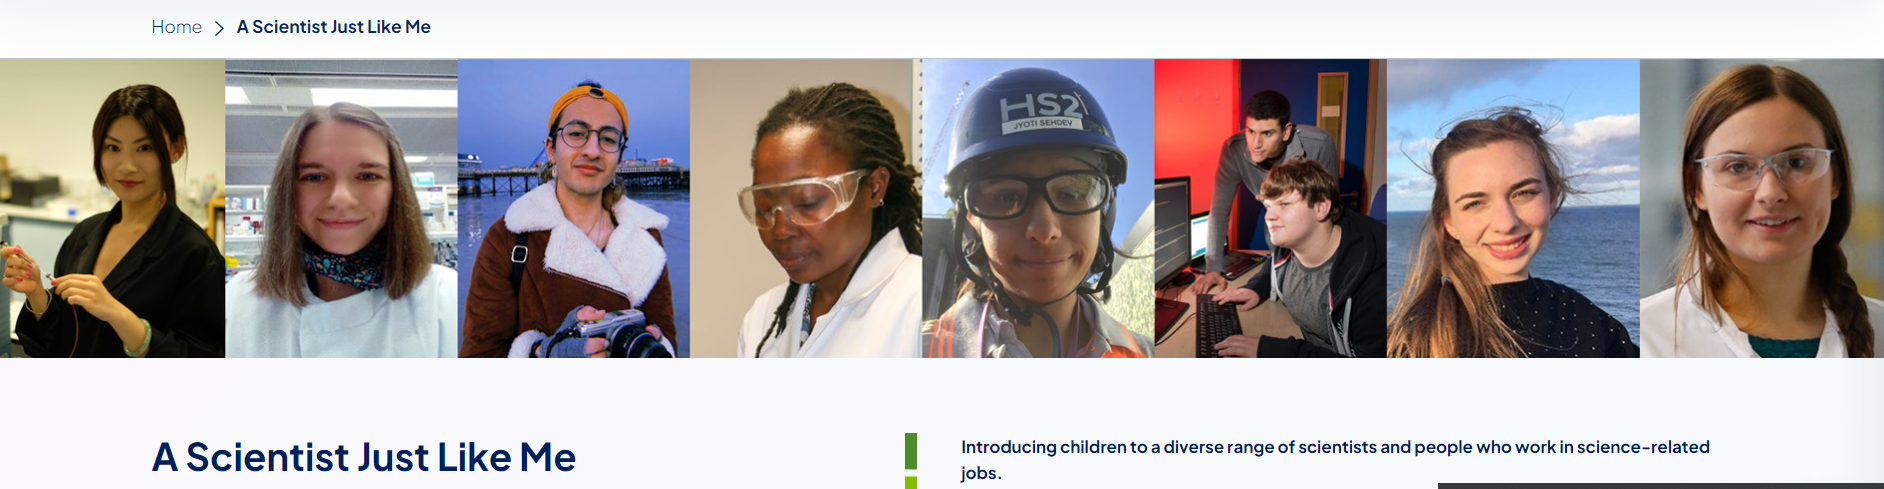 Home > A Scientist Just Like Me
HS2
JYOTI SEHDEV
A Scientist Just Like Me
Introducing children to a diverse range of scientists and people who work in science-related
jobs.